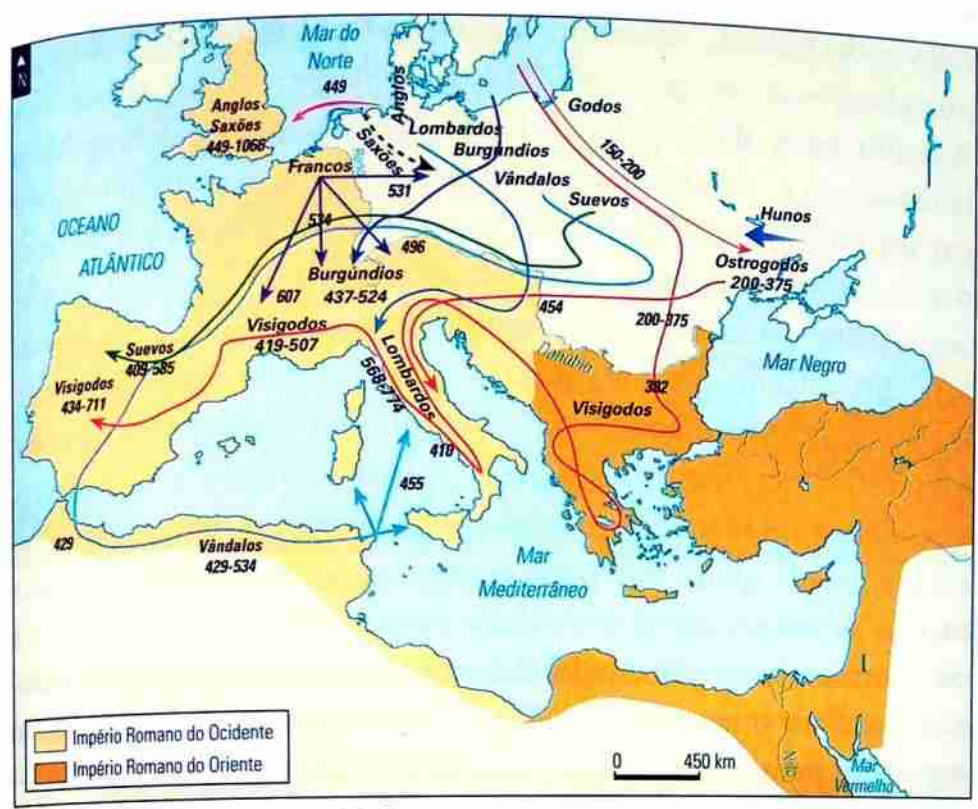 N
Mar do
Norte
449
Anglos
Saxões
449-1066
Anglos
Saxões
Lombardos
Burgúndios
Godos
150-200
Vândalos
Suevos
Hunos
Ostrogodos
200-375
Francos
531
534
496
OCEANO
ATLÂNTICO
Burgúndios
437-524
607
Visigodos
419-507
454
200-375
Mar Negro
Danúbio
382
Visigodos
Suevos
409-585
Visigodos
434-711
Lombardos
568-774
410
455
429
Vândalos
429-534
Mar
Mediterrâneo
Império Romano do Ocidente
Império Romano do Oriente
0 450 km
Nilo
Mar
Vermelho